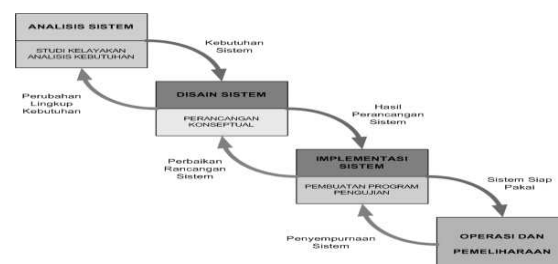 ANALISIS SISTEM
STUDI KELAYAKAN
ANALISIS KEBUTUHAN
Kebutuhan
Sistem
Perubahan
Lingkup
Kebutuhan
DISAIN SISTEM
PERANCANGAN
KONSEPTUAL
Hasil
Perancangan
Sistem
Perbaikan
Rancangan
Sistem
IMPLEMENTASI
SISTEM
PEMBUATAN PROGRAM
PENGUJIAN
Sistem Siap
Pakai
Penyempurnaan
Sistem
OPERASI DAN
PEMELIHARAAN